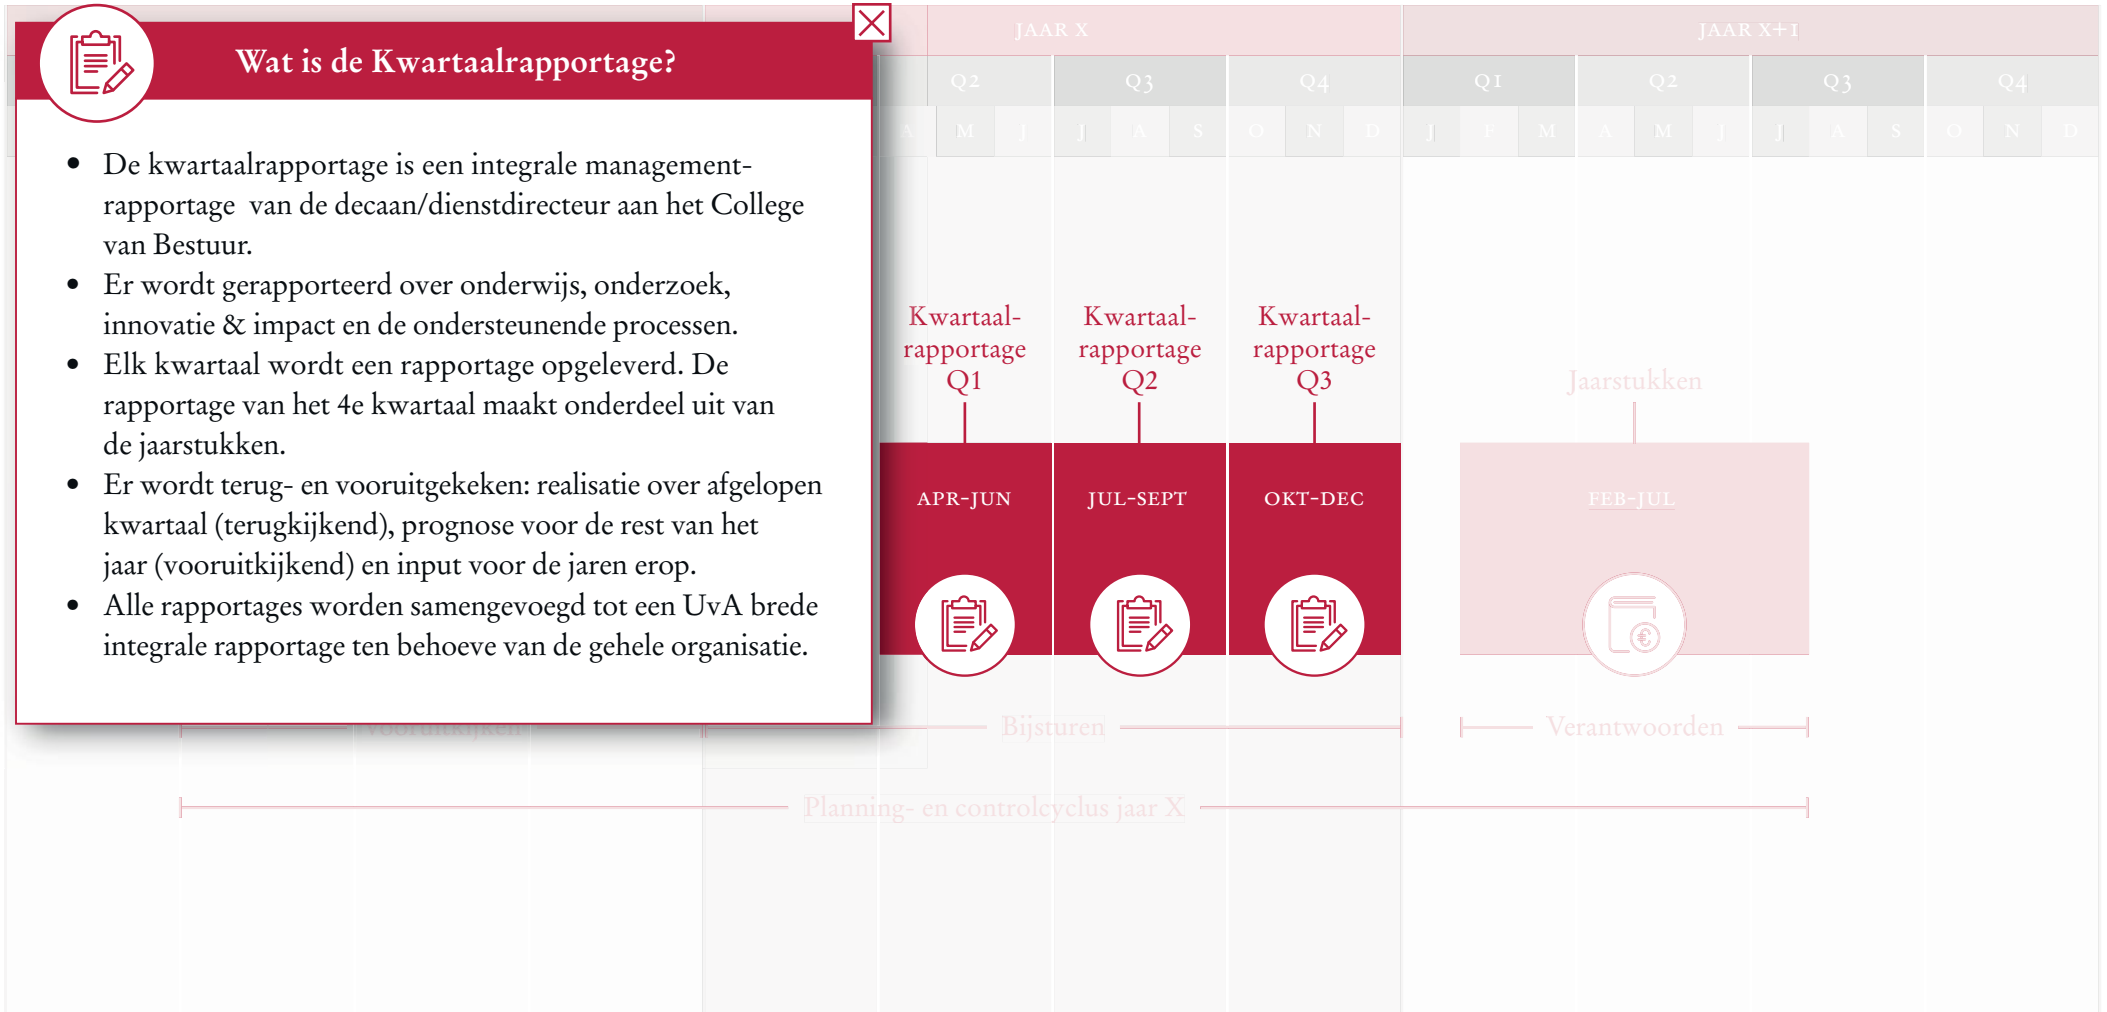 Wat is de Kwartaalrapportage?
• De kwartaalrapportage is een integrale management-
rapportage van de decaan/dienstdirecteur aan het College
van Bestuur.
• Er wordt gerapporteerd over onderwijs, onderzoek,
innovatie & impact en de ondersteunende processen.
• Elk kwartaal wordt een rapportage opgeleverd. De
rapportage van het 4e kwartaal maakt onderdeel uit van
de jaarstukken.
• Er wordt terug- en vooruitgekeken: realisatie over afgelopen
kwartaal (terugkijkend), prognose voor de rest van het
jaar (vooruitkijkend) en input voor de jaren erop.
• Alle rapportages worden samengevoegd tot een UvA brede
integrale rapportage ten behoeve van de gehele organisatie.
JAAR X
JAAR X+1
Q2 Q3 Q4 Q1 Q2 Q3 Q4
A M J J A S O N D J F M A M J J A S O N D
Kwartaal-
rapportage
Q1
Kwartaal-
rapportage
Q2
Kwartaal-
rapportage
Q3
Jaarstukken
APR-JUN
JUL-SEPT
OKT-DEC
FEB-JUL
€
Vooruitkijken
Bijsturen
Verantwoorden
Planning- en controlcyclus jaar X